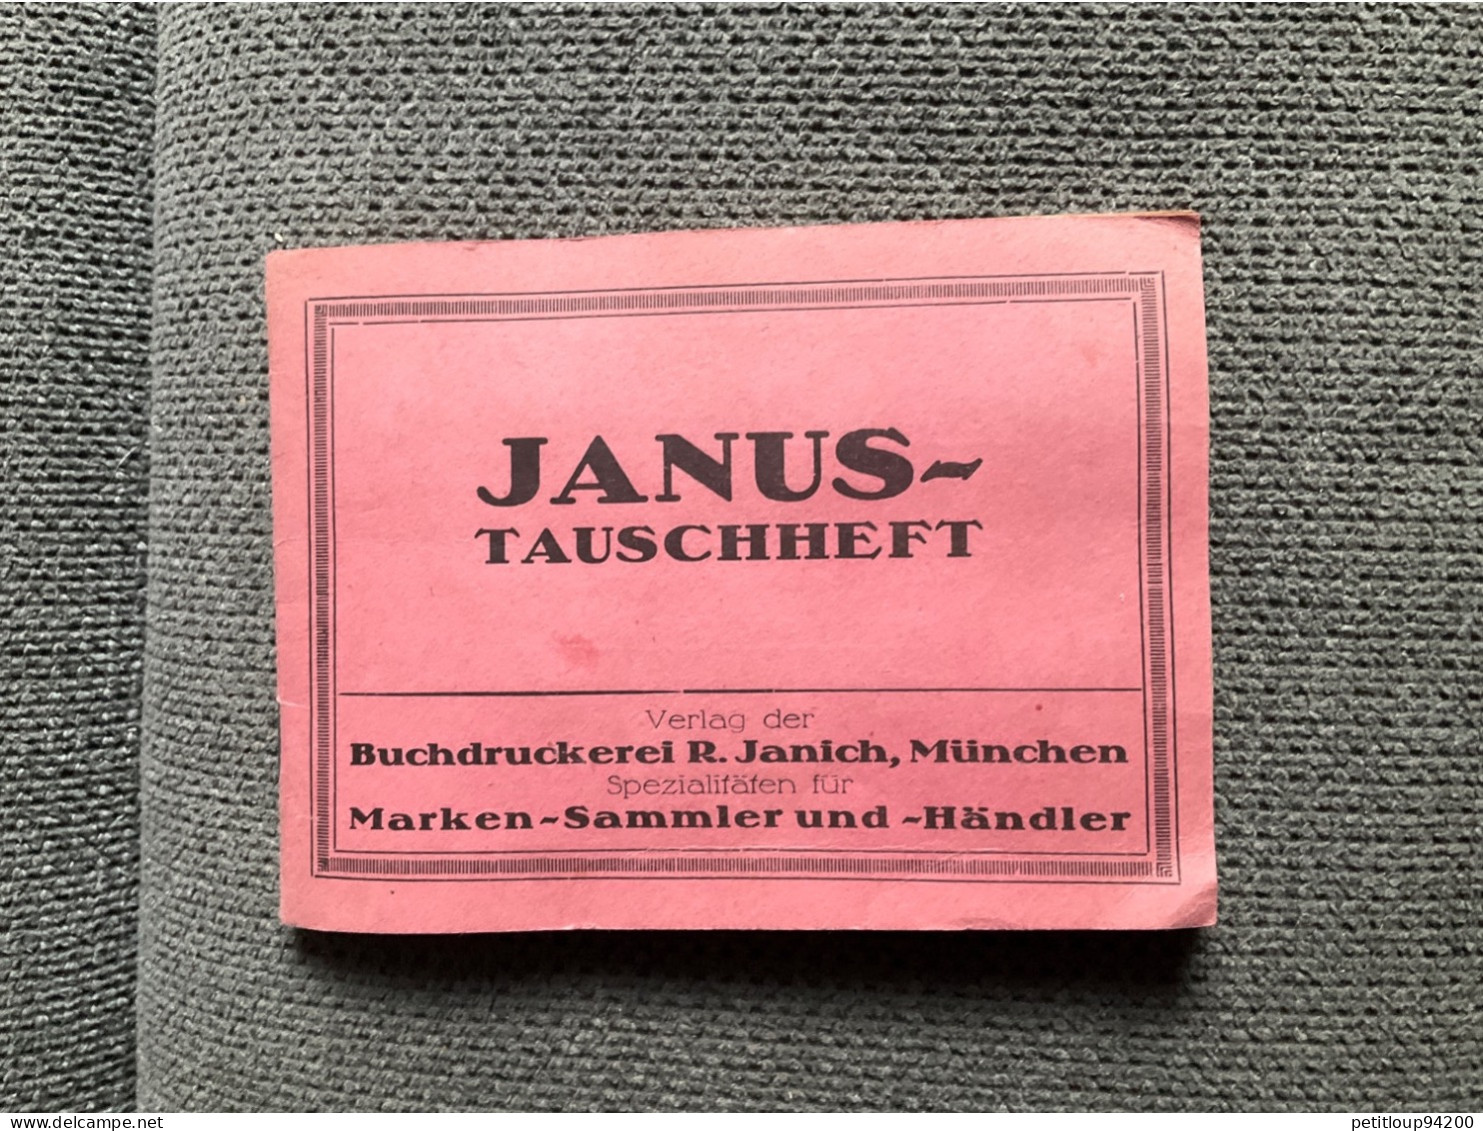 JANUS-
TAUSCHHEFT
Verlag der
Buchdruckerei R. Janich, München
Spezialitäten für
Marken-Sammler und -Händler
www.delcampe.net
petitloup94200